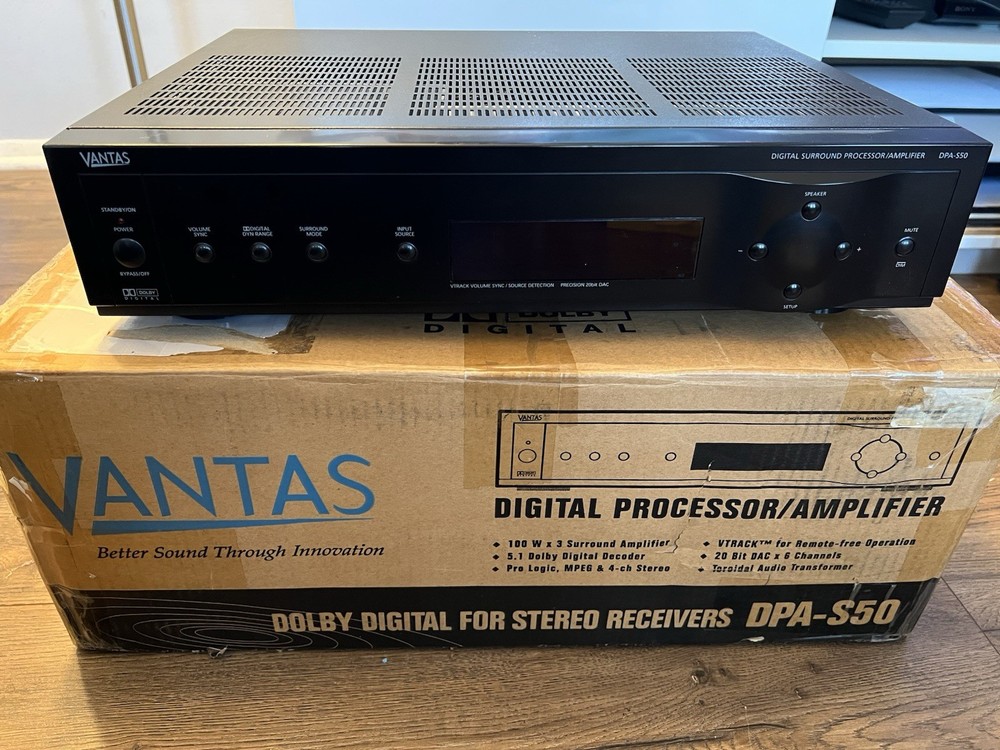 VANTAS
DIGITAL SURROUND PROCESSOR/AMPLIFIER DPA-S50
STANDBY/ON
POWER
BYPASS/OFF
VOLUME
SYNC
DIGITAL
DYN RANGE
SURROUND
MODE
INPUT
SOURCE
SPEAKER
- +
SETUP
MUTE
DIM
DOLBY
DIGITAL
VTRACK VOLUME SYNC / SOURCE DETECTION PRECISION 20Bit DAC
DOLBY
DIGITAL
VANTAS
DIGITAL SURROUND
VANTAS
Better Sound Through Innovation
DIGITAL PROCESSOR/AMPLIFIER
◆ 100 W x 3 Surround Amplifier
◆ 5.1 Dolby Digital Decoder
◆ Pro Logic, MPEG & 4-ch Stereo
◆ VTRACK™ for Remote-free Operation
◆ 20 Bit DAC x 6 Channels
◆ Toroidal Audio Transformer
DOLBY DIGITAL FOR STEREO RECEIVERS DPA-S50
SONY